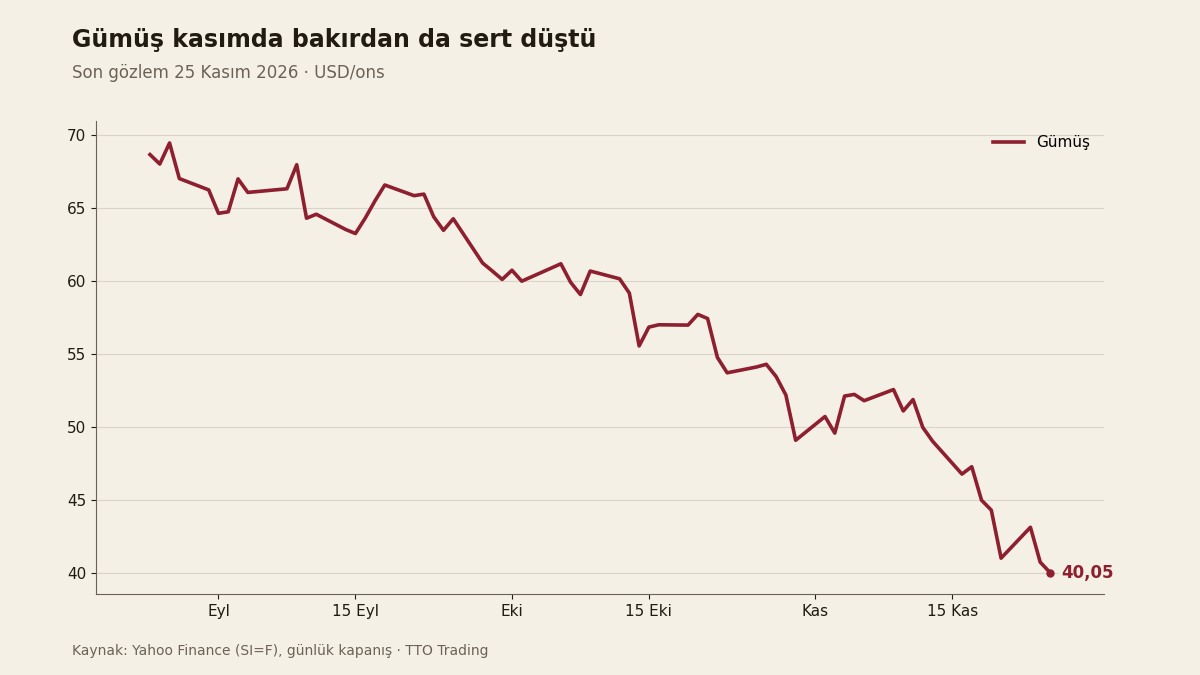 Gümüş kasımda bakırdan da sert düştü
Son gözlem 25 Kasım 2026 · USD/ons
Gümüş
70
65
60
55
50
45
40
40,05
Eyl
15 Eyl
Eki
15 Eki
Kas
15 Kas
Kaynak: Yahoo Finance (SI=F), günlük kapanış · TTO Trading